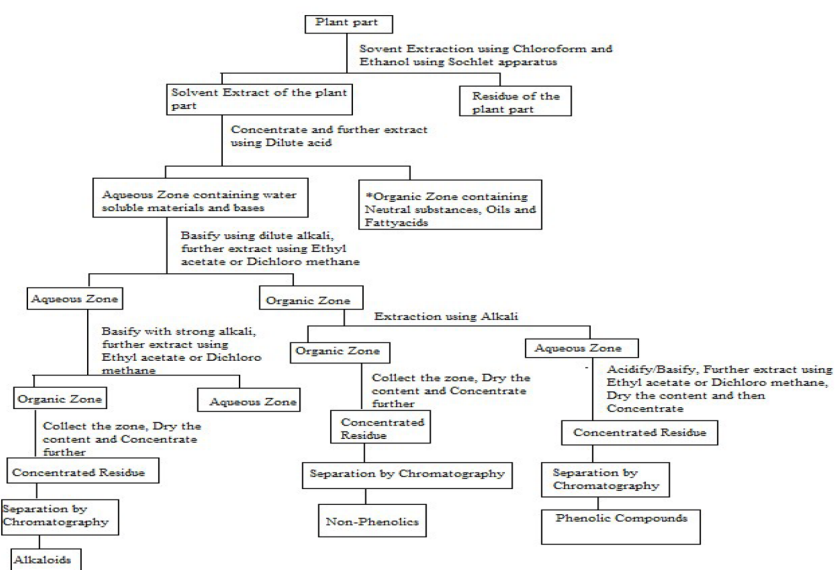 Plant part
Sovent Extraction using Chloroform and
Ethanol using Sochlet apparatus
Solvent Extract of the plant
part
Residue of the
plant part
Concentrate and further extract
using Dilute acid
Aqueous Zone containing water
soluble materials and bases
*Organic Zone containing
Neutral substances, Oils and
Fattyacids
Basify using dilute alkali,
further extract using Ethyl
acetate or Dichloro methane
Aqueous Zone
Organic Zone
Basify with strong alkali,
further extract using
Ethyl acetate or Dichloro
methane
Extraction using Alkali
Organic Zone
Aqueous Zone
Organic Zone
Aqueous Zone
Collect the zone, Dry the
content and Concentrate
further
Acidify/Basify, Further extract using
Ethyl acetate or Dichloro methane,
Dry the content and then
Concentrate
Collect the zone, Dry the
content and Concentrate
further
Concentrated
Residue
Concentrated Residue
Concentrated Residue
Separation by Chromatography
Separation by
Chromatography
Separation by
Chromatography
Non-Phenolics
Phenolic Compounds
Alkaloids